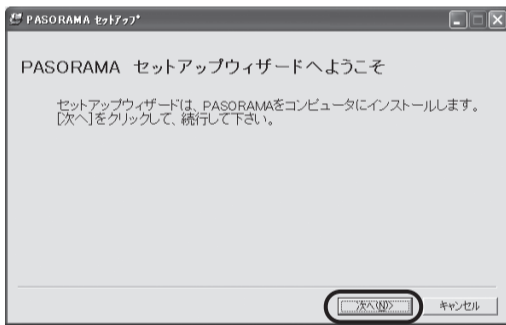 PASORAMA ｾｯﾄｱｯﾌﾟ
PASORAMA セットアップウィザードへようこそ
セットアップウィザードは、PASORAMAをコンピュータにインストールします。
[次へ]をクリックして、続行して下さい。
次へ(N)>
キャンセル